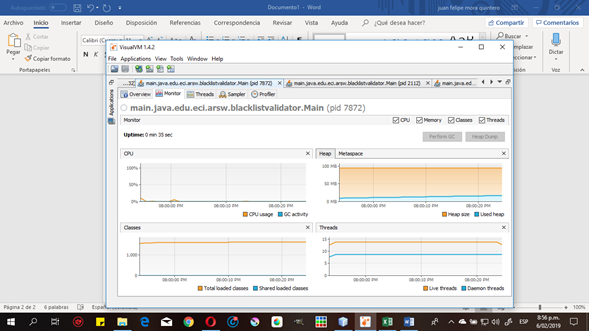 Autoguardado
Documento1 - Word
juan felipe mora quintero
Archivo Inicio Insertar Diseño Disposición Referencias Correspondencia Revisar Vista Ayuda ¿Qué desea hacer? Compartir Comentarios
Pegar
Cortar
Copiar
Copiar formato
Portapapeles
Calibri
N K
Buscar
Dictar
Voz
VisualVM 1.4.2
File Applications View Tools Window Help
main.java.edu.eci.arsw.blacklistvalidator.Main (pid 7872)
main.java.edu.eci.arsw.blacklistvalidator.Main (pid 2112)
main.java.ed...
Applications
Overview Monitor Threads Sampler Profiler
main.java.edu.eci.arsw.blacklistvalidator.Main (pid 7872)
Monitor
CPU Memory Classes Threads
Uptime: 0 min 35 sec
Perform GC Heap Dump
CPU
100%
50%
0%
08:00:00 PM 08:00:10 PM 08:00:20 PM
CPU usage GC activity
Heap Metaspace
100 MB
50 MB
0 MB
08:00:00 PM 08:00:10 PM 08:00:20 PM
Heap size Used heap
Classes
1,000
0
08:00:00 PM 08:00:10 PM 08:00:20 PM
Total loaded classes Shared loaded classes
Threads
15
10
5
0
08:00:00 PM 08:00:10 PM 08:00:20 PM
Live threads Daemon threads
Página 2 de 2 6 palabras
100%
ESP
8:56 p.m.
6/02/2019